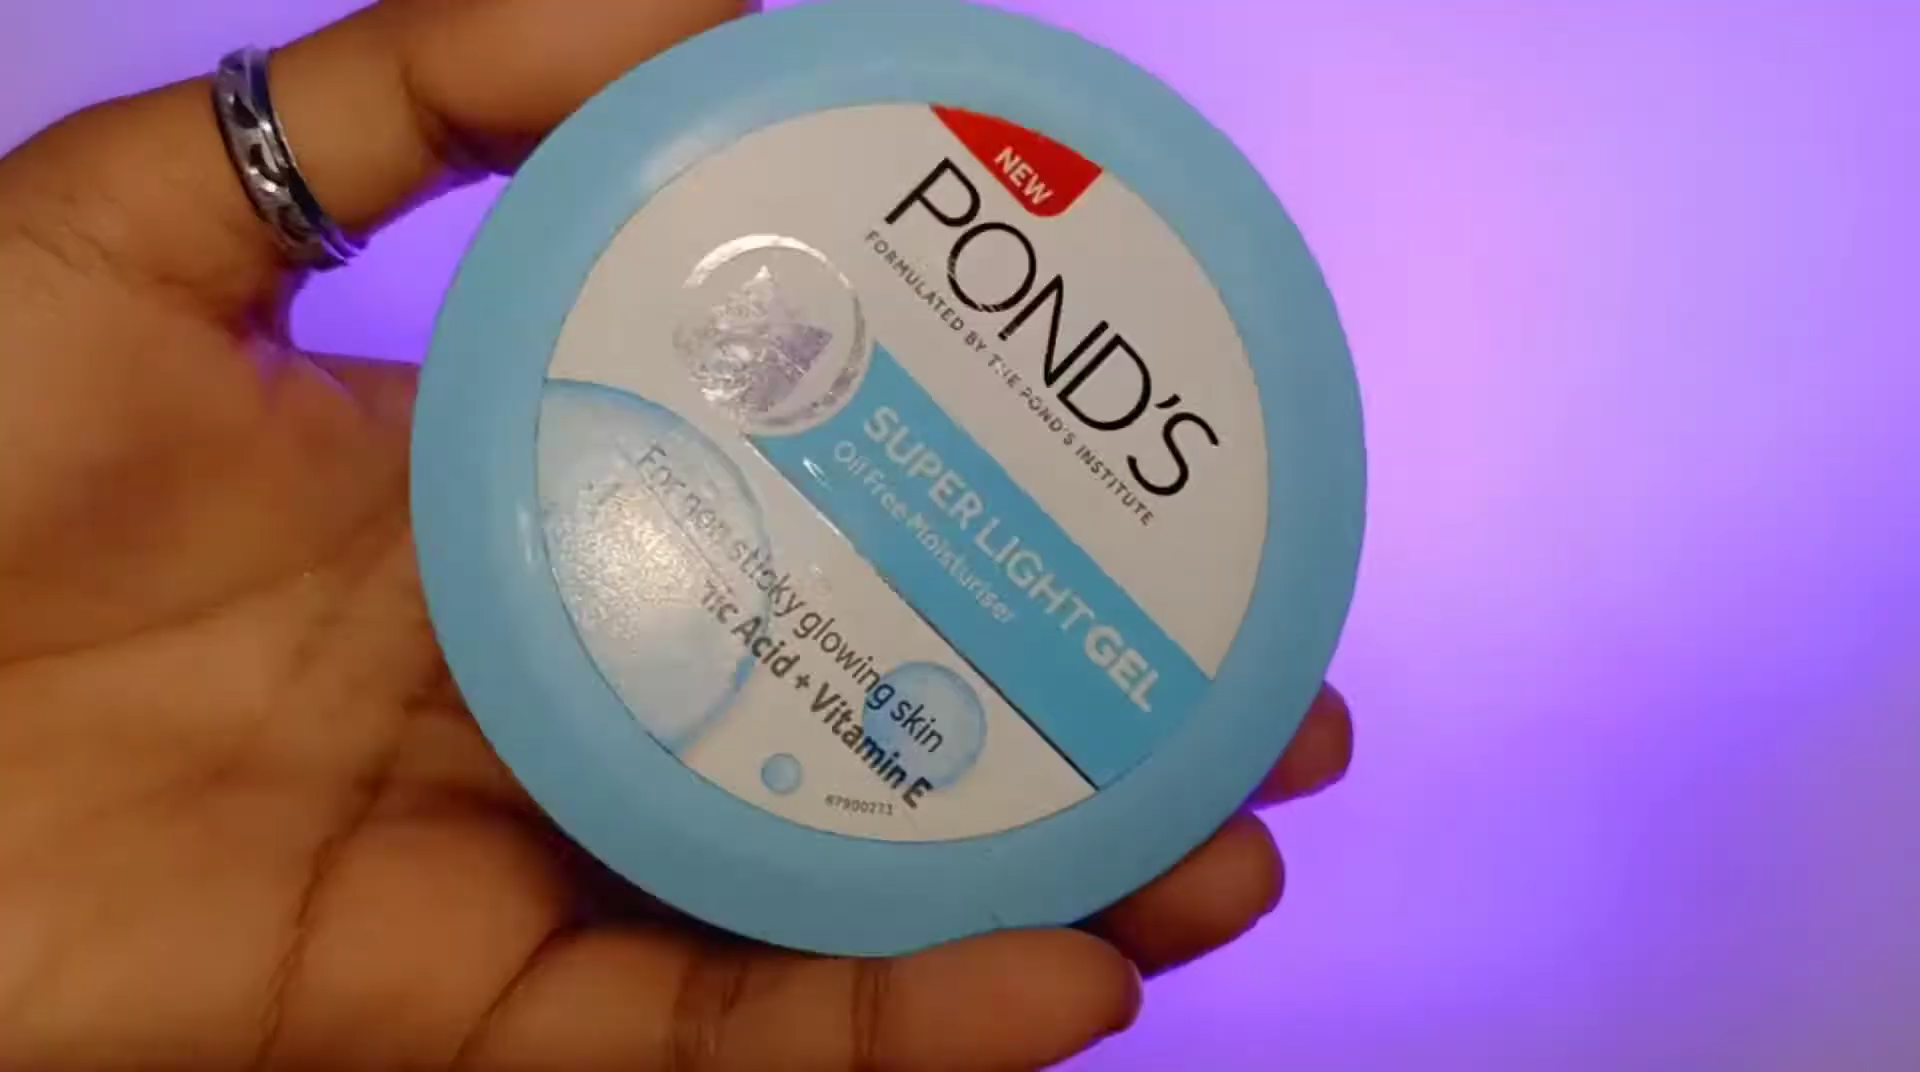 NEW
POND'S
FORMULATED BY THE POND'S INSTITUTE
SUPER LIGHT GEL
Oil Free Moisturiser
For non sticky glowing skin
Acid + Vitamin E